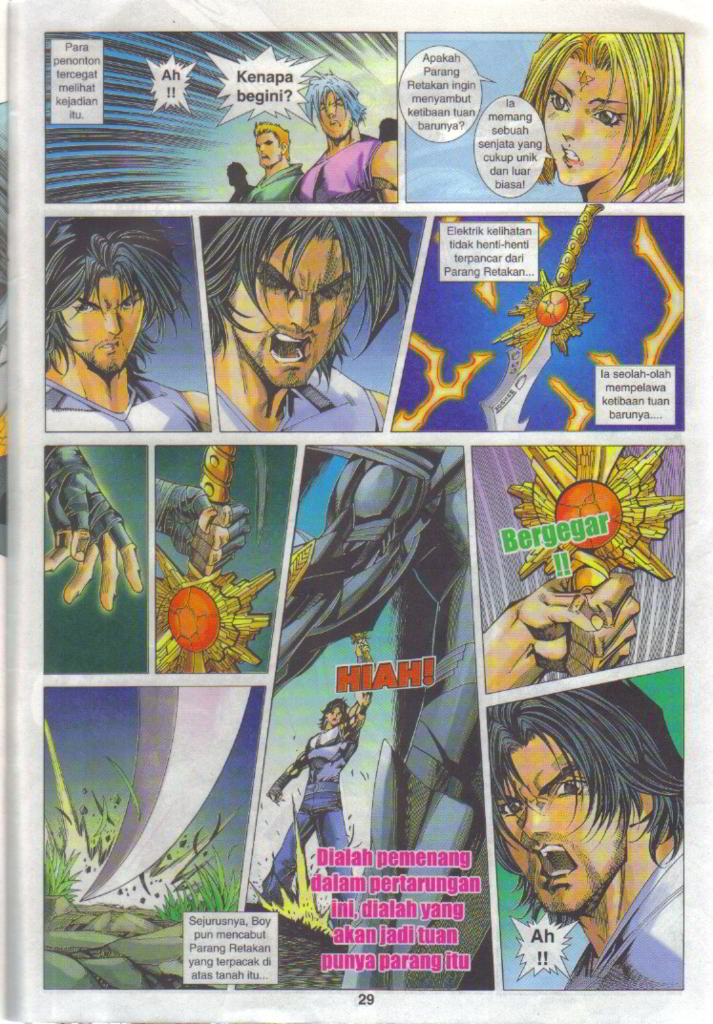 Para
penonton
tercegat
melihat
kejadian
itu.
Ah
!!
Kenapa
begini?
Apakah
Parang
Retakan ingin
menyambut
ketibaan tuan
barunya?
Ia
memang
sebuah
senjata yang
cukup unik
dan luar
biasa!
Elektrik kelihatan
tidak henti-henti
terpancar dari
Parang Retakan...
Ia seolah-olah
mempelawa
ketibaan tuan
barunya....
Bergegar
!!
HIAH!
Sejurusnya, Boy
pun mencabut
Parang Retakan
yang terpacak di
atas tanah itu...
Dialah pemenang
dalam pertarungan
ini, dialah yang
akan jadi tuan
punya parang itu
Ah
!!
29